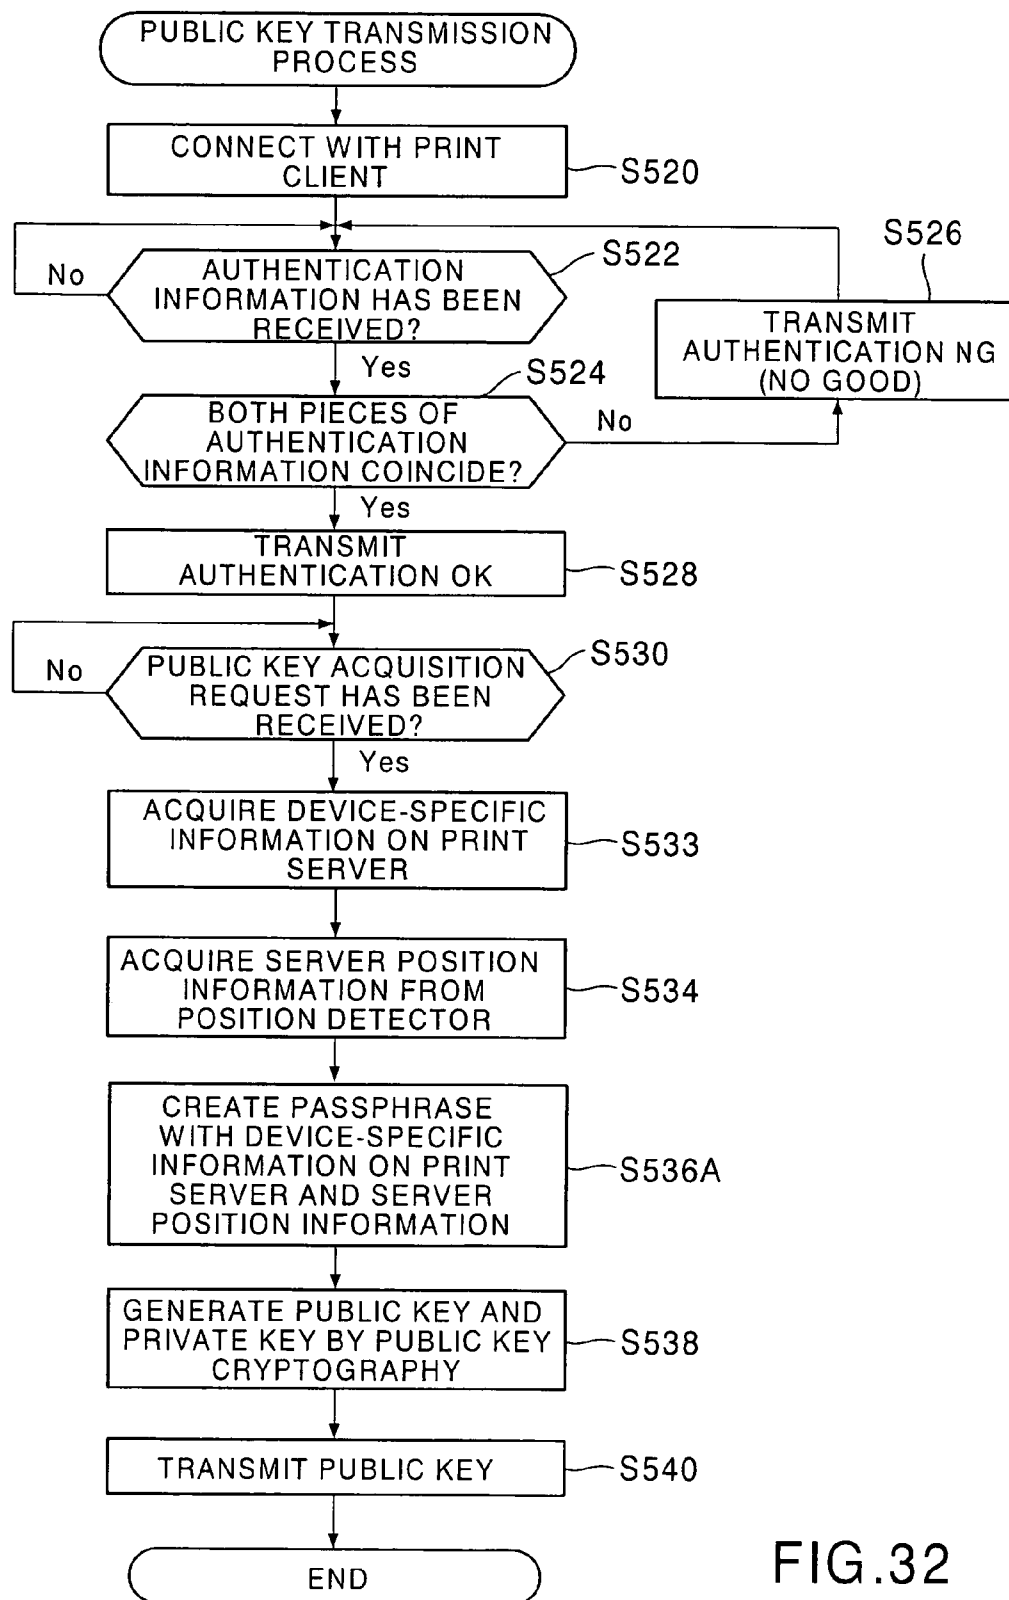 PUBLIC KEY TRANSMISSION
PROCESS
CONNECT WITH PRINT
CLIENT
S520
S526
S522
No
AUTHENTICATION
INFORMATION HAS BEEN
RECEIVED?
TRANSMIT
AUTHENTICATION NG
(NO GOOD)
Yes
S524
BOTH PIECES OF
AUTHENTICATION
INFORMATION COINCIDE?
No
Yes
TRANSMIT
AUTHENTICATION OK
S528
S530
No
PUBLIC KEY ACQUISITION
REQUEST HAS BEEN
RECEIVED?
Yes
ACQUIRE DEVICE-SPECIFIC
INFORMATION ON PRINT
SERVER
S533
ACQUIRE SERVER POSITION
INFORMATION FROM
POSITION DETECTOR
S534
CREATE PASSPHRASE
WITH DEVICE-SPECIFIC
INFORMATION ON PRINT
SERVER AND SERVER
POSITION INFORMATION
S536A
GENERATE PUBLIC KEY AND
PRIVATE KEY BY PUBLIC KEY
CRYPTOGRAPHY
S538
TRANSMIT PUBLIC KEY
S540
END
FIG.32